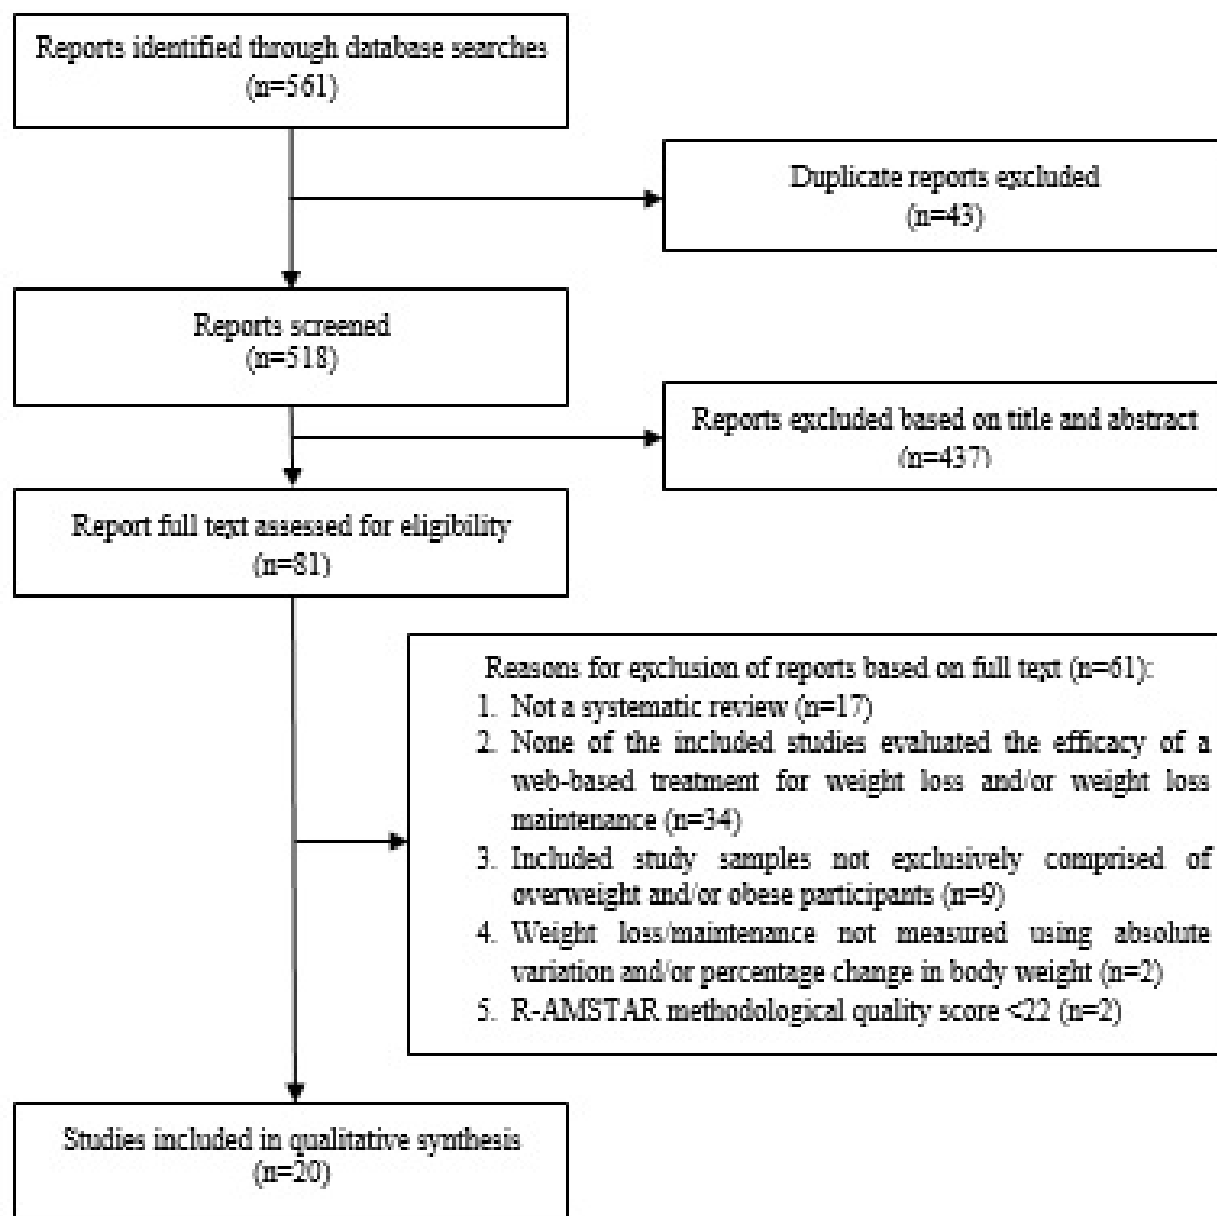 Reports identified through database searches
(n=561)
Duplicate reports excluded
(n=43)
Reports screened
(n=518)
Reports excluded based on title and abstract
(n=437)
Report full text assessed for eligibility
(n=81)
Reasons for exclusion of reports based on full text (n=61):
1. Not a systematic review (n=17)
2. None of the included studies evaluated the efficacy of a
web-based treatment for weight loss and/or weight loss
maintenance (n=34)
3. Included study samples not exclusively comprised of
overweight and/or obese participants (n=9)
4. Weight loss/maintenance not measured using absolute
variation and/or percentage change in body weight (n=2)
5. R-AMSTAR methodological quality score <22 (n=2)
Studies included in qualitative synthesis
(n=20)